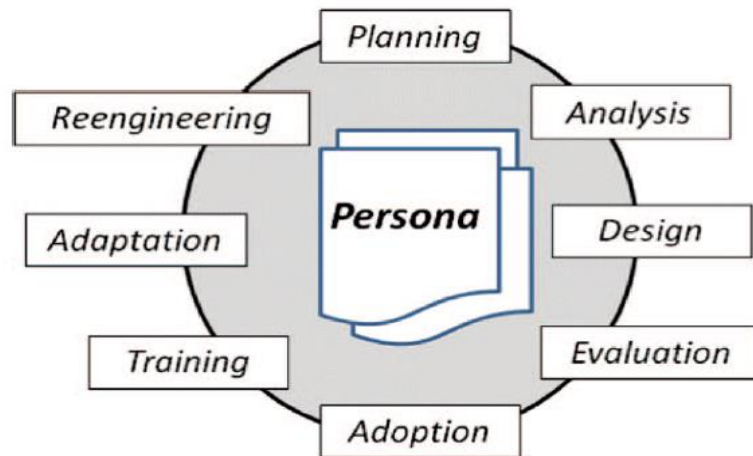 Planning
Analysis
Design
Evaluation
Adoption
Training
Adaptation
Reengineering
Persona